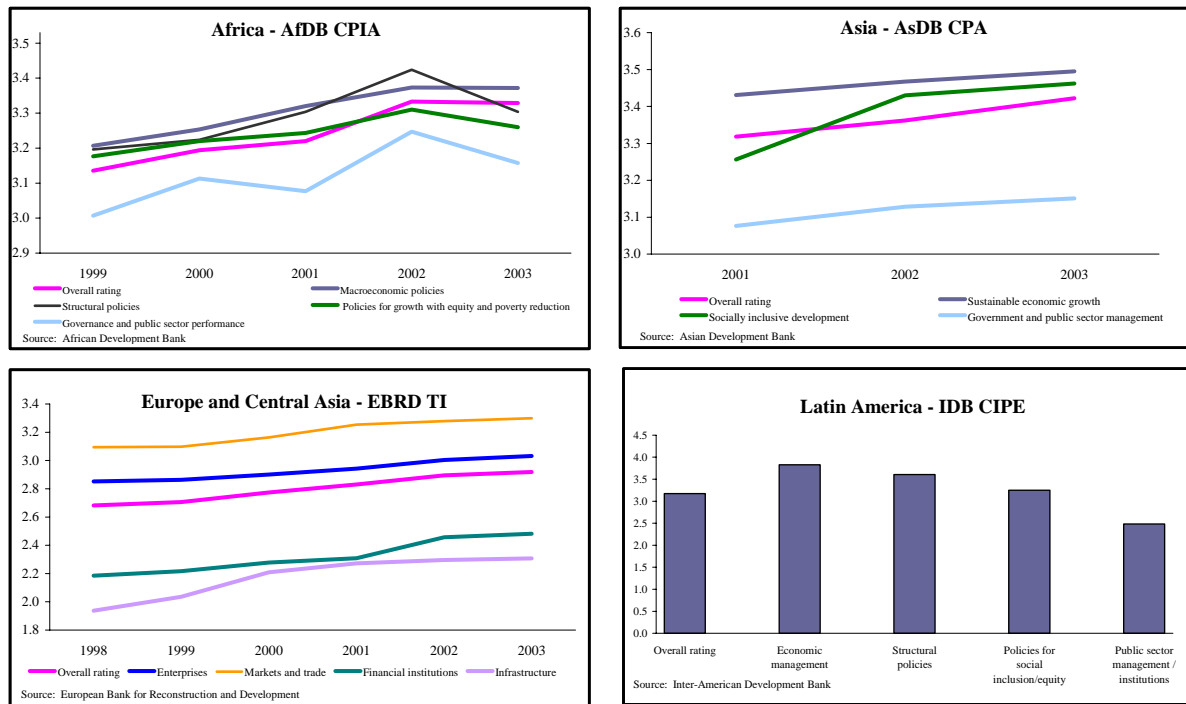 Africa - AfDB CPIA
3.5
3.4
3.3
3.2
3.1
3.0
2.9
1999 2000 2001 2002 2003
Overall rating Macroeconomic policies
Structural policies Policies for growth with equity and poverty reduction
Governance and public sector performance
Source: African Development Bank
Asia - AsDB CPA
3.6
3.5
3.4
3.3
3.2
3.1
3.0
2001 2002 2003
Overall rating Sustainable economic growth
Socially inclusive development Government and public sector management
Source: Asian Development Bank
Europe and Central Asia - EBRD TI
3.4
3.2
3.0
2.8
2.6
2.4
2.2
2.0
1.8
1998 1999 2000 2001 2002 2003
Overall rating Enterprises Markets and trade Financial institutions Infrastructure
Source: European Bank for Reconstruction and Development
Latin America - IDB CIPE
4.5
4.0
3.5
3.0
2.5
2.0
1.5
1.0
0.5
0.0
Overall rating Economic Structural Policies for Public sector
management policies social management /
inclusion/equity institutions
Source: Inter-American Development Bank